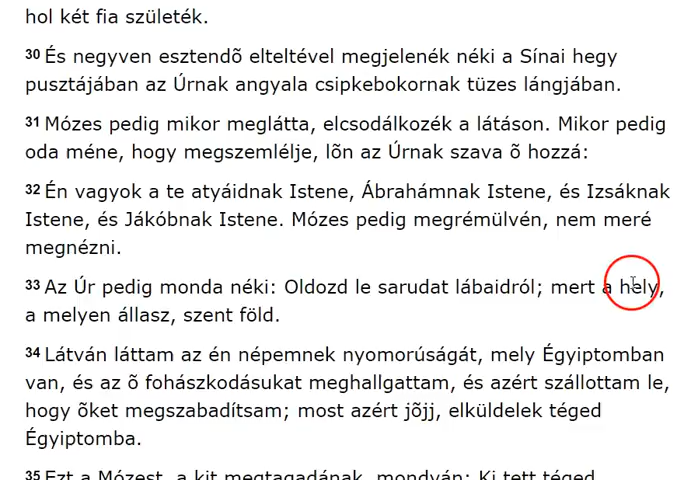 hol két fia születék.
30 És negyven esztendõ elteltével megjelenék néki a Sínai hegy
pusztájában az Úrnak angyala csipkebokornak tüzes lángjában.
31 Mózes pedig mikor meglátta, elcsodálkozék a látáson. Mikor pedig
oda méne, hogy megszemlélje, lõn az Úrnak szava õ hozzá:
32 Én vagyok a te atyáidnak Istene, Ábrahámnak Istene, és Izsáknak
Istene, és Jákóbnak Istene. Mózes pedig megrémülvén, nem meré
megnézni.
33 Az Úr pedig monda néki: Oldozd le sarudat lábaidról; mert a hely,
a melyen állasz, szent föld.
34 Látván láttam az én népemnek nyomorúságát, mely Égyiptomban
van, és az õ fohászkodásukat meghallgattam, és azért szállottam le,
hogy õket megszabadítsam; most azért jõjj, elküldelek téged
Égyiptomba.
35 Ezt a Mózest, a kit megtagadának, mondván: Ki tett téged